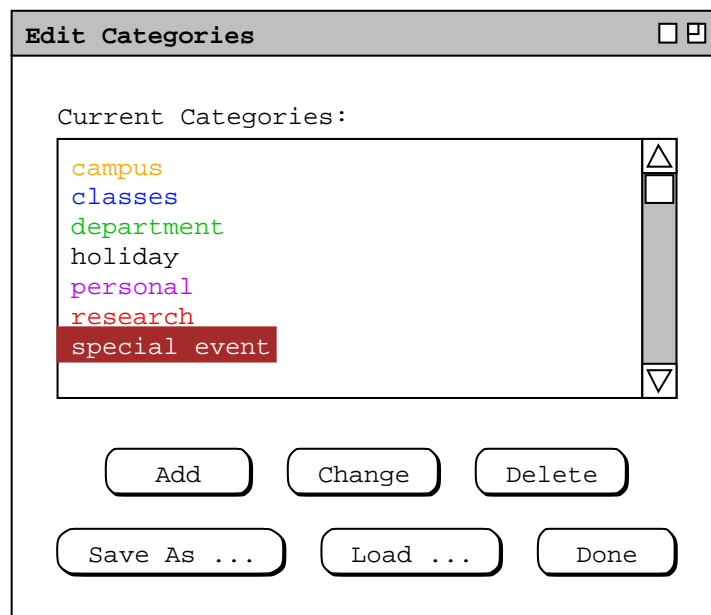 Edit Categories
Current Categories:
campus
classes
department
holiday
personal
research
special event
Add Change Delete
Save As ... Load ... Done